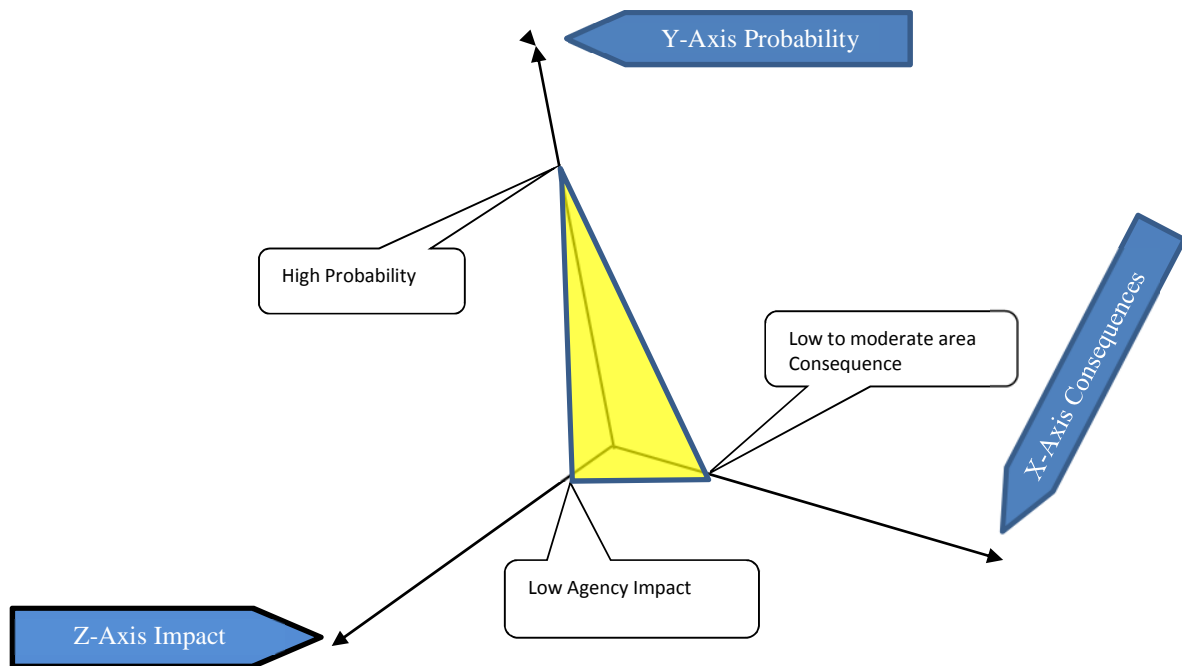 Y-Axis Probability
High Probability
Low to moderate area
Consequence
X-Axis Consequences
Low Agency Impact
Z-Axis Impact